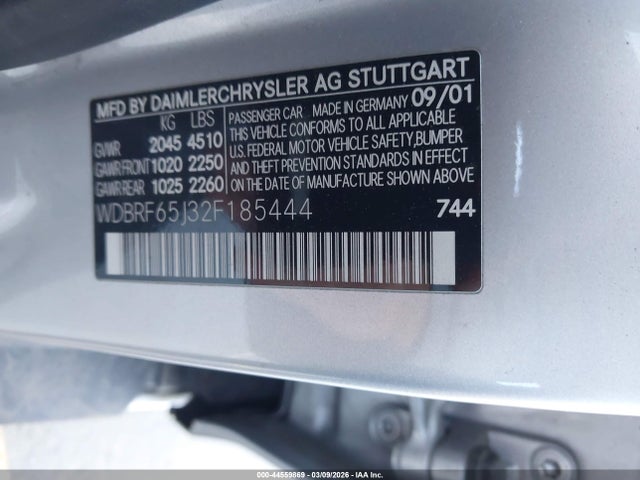 MFD BY DAIMLERCHRYSLER AG STUTTGART
KG LBS
GVWR 2045 4510
GAWR FRONT 1020 2250
GAWR REAR 1025 2260
PASSENGER CAR MADE IN GERMANY 09/01
THIS VEHICLE CONFORMS TO ALL APPLICABLE
U.S. FEDERAL MOTOR VEHICLE SAFETY,BUMPER
AND THEFT PREVENTION STANDARDS IN EFFECT
ON THE DATE OF MANUFACTURE SHOWN ABOVE.
WDBRF65J32F185444 744
000-44559869 | 03/09/2026 | IAA Inc.